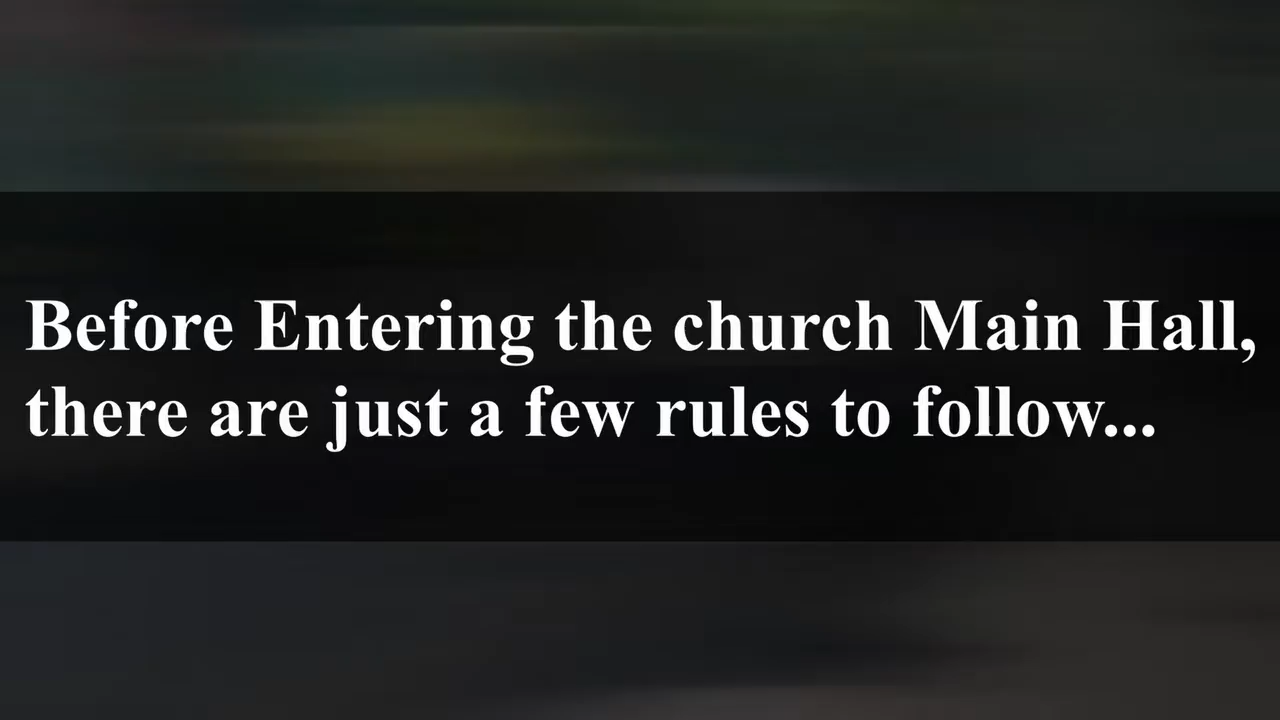 Before Entering the church Main Hall,
there are just a few rules to follow...